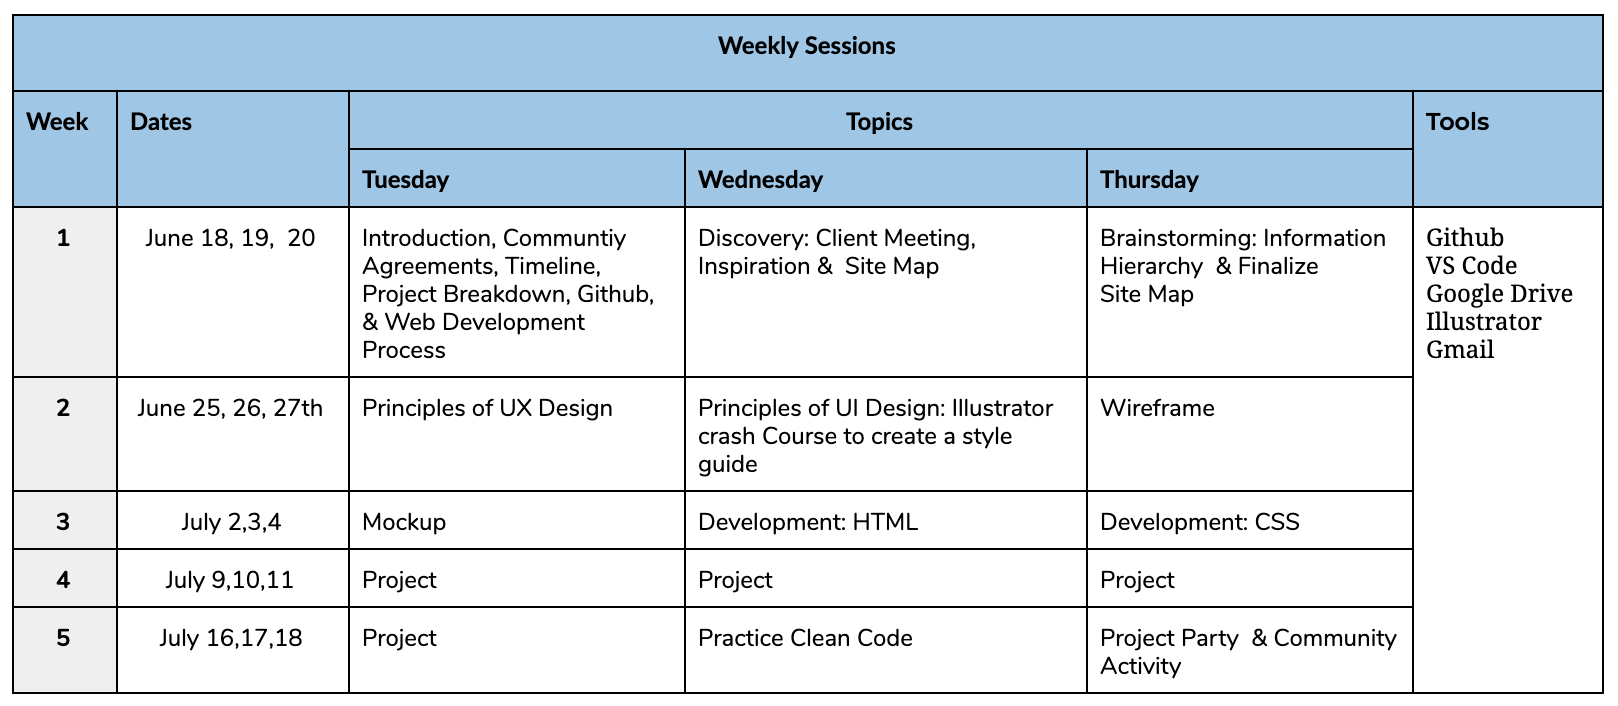 Weekly Sessions
Week
Dates
Topics
Tools
Tuesday
Wednesday
Thursday
1
June 18, 19,  20
Introduction, Communtiy
Agreements, Timeline,
Project Breakdown, Github,
& Web Development
Process
Discovery: Client Meeting,
Inspiration &  Site Map
Brainstorming: Information
Hierarchy  & Finalize
Site Map
Github
VS Code
Google Drive
Illustrator
Gmail
2
June 25, 26, 27th
Principles of UX Design
Principles of UI Design: Illustrator
crash Course to create a style
guide
Wireframe
3
July 2,3,4
Mockup
Development: HTML
Development: CSS
4
July 9,10,11
Project
Project
Project
5
July 16,17,18
Project
Practice Clean Code
Project Party  & Community
Activity